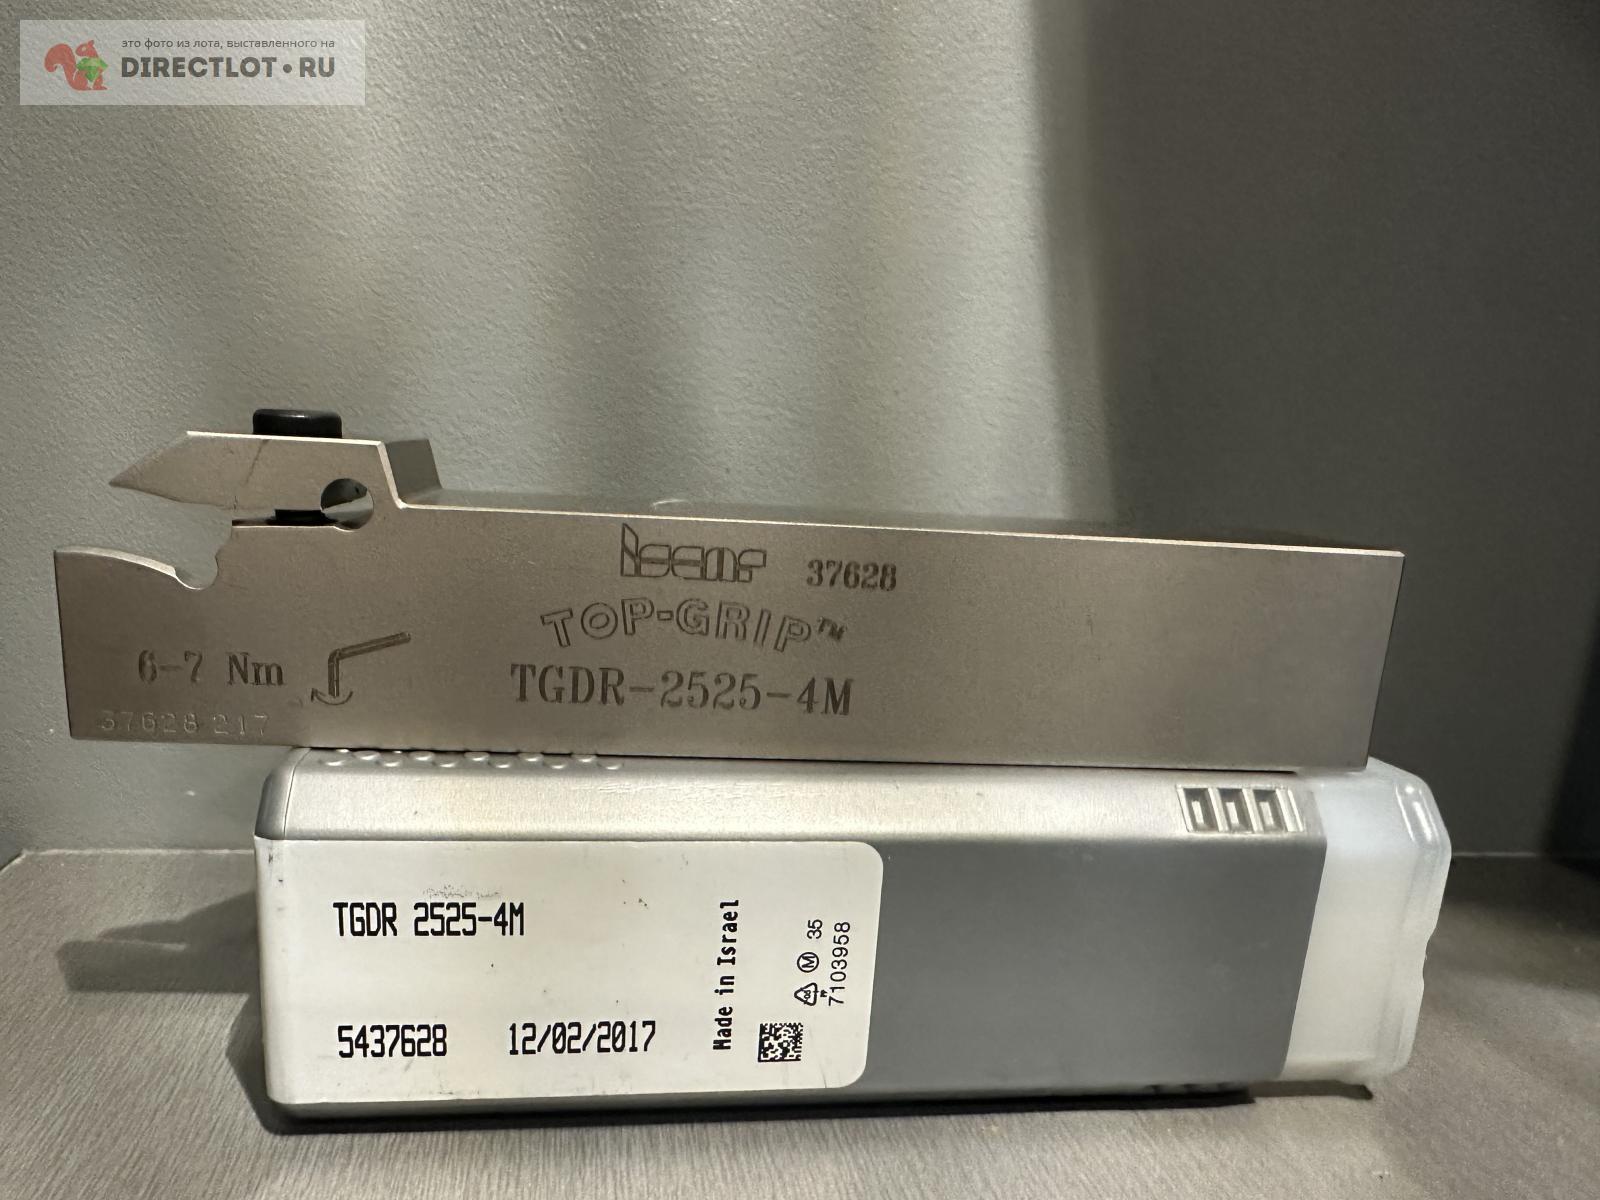 это фото из лота, выставленного на
DIRECTLOT•RU
iscar 37628
TOP-GRIP™
6-7 Nm
TGDR-2525-4M
37628 217
TGDR 2525-4M
5437628 12/02/2017
Made in Israel
M 35
PP
7103958